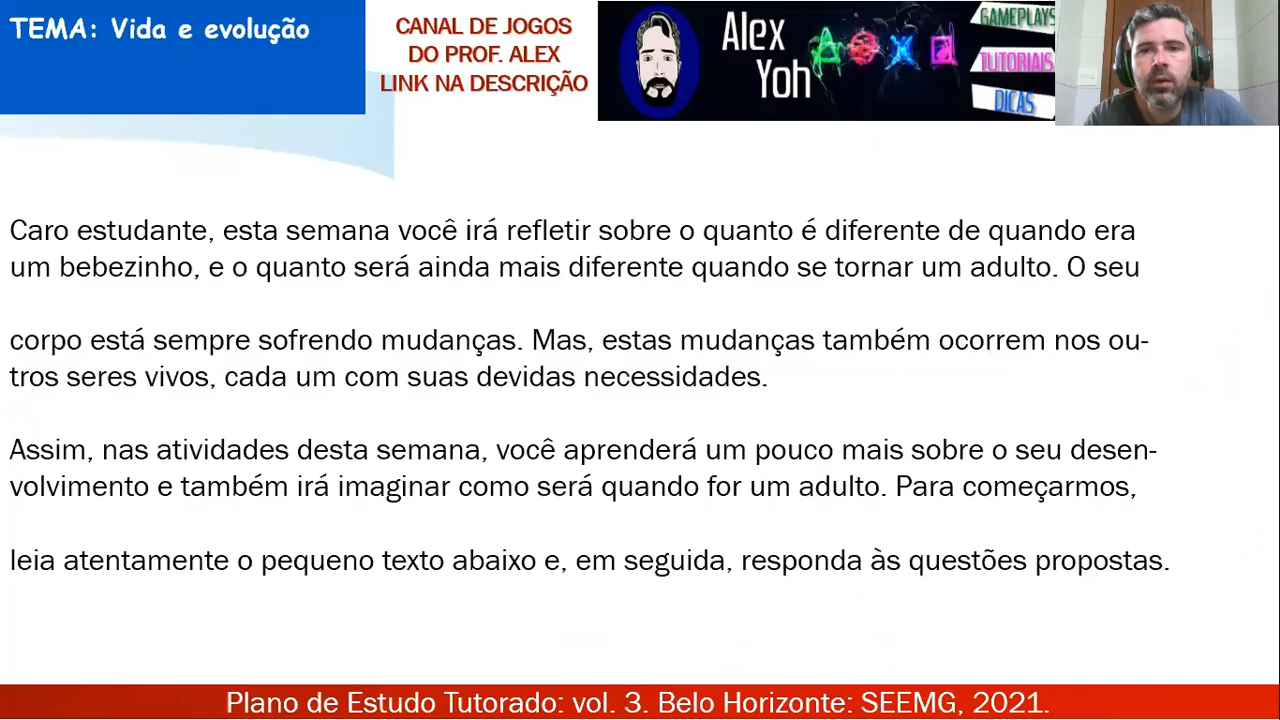 TEMA: Vida e evolução
CANAL DE JOGOS
DO PROF. ALEX
LINK NA DESCRIÇÃO
Alex
Yoh
GAMEPLAYS
TUTORIAIS
DICAS
Caro estudante, esta semana você irá refletir sobre o quanto é diferente de quando era
um bebezinho, e o quanto será ainda mais diferente quando se tornar um adulto. O seu
corpo está sempre sofrendo mudanças. Mas, estas mudanças também ocorrem nos ou-
tros seres vivos, cada um com suas devidas necessidades.
Assim, nas atividades desta semana, você aprenderá um pouco mais sobre o seu desen-
volvimento e também irá imaginar como será quando for um adulto. Para começarmos,
leia atentamente o pequeno texto abaixo e, em seguida, responda às questões propostas.
Plano de Estudo Tutorado: vol. 3. Belo Horizonte: SEEMG, 2021.